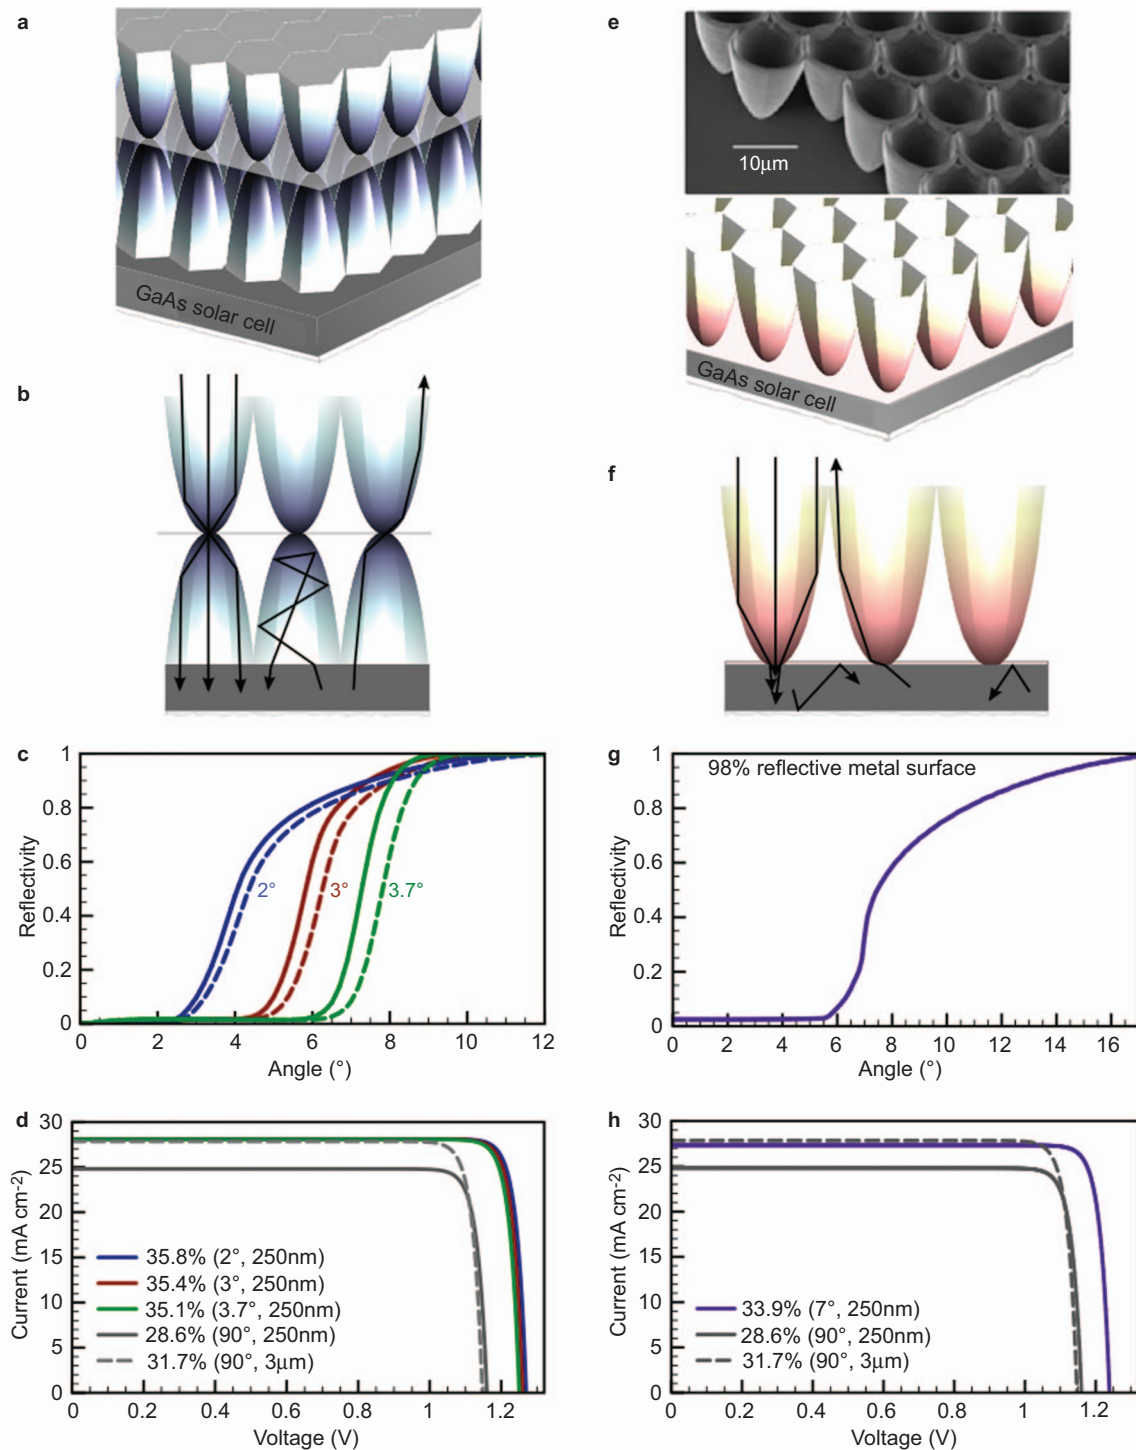 a
GaAs solar cell
b
c
1
0.8
0.6
0.4
0.2
0
Reflectivity
2°
3°
3.7°
0 2 4 6 8 10 12
Angle (°)
d
30
25
20
15
10
5
0
Current (mA cm-2)
35.8% (2°, 250nm)
35.4% (3°, 250nm)
35.1% (3.7°, 250nm)
28.6% (90°, 250nm)
31.7% (90°, 3µm)
0 0.2 0.4 0.6 0.8 1 1.2
Voltage (V)
e
10µm
GaAs solar cell
f
g
98% reflective metal surface
1
0.8
0.6
0.4
0.2
0
Reflectivity
0 2 4 6 8 10 12 14 16
Angle (°)
h
30
25
20
15
10
5
0
Current (mA cm-2)
33.9% (7°, 250nm)
28.6% (90°, 250nm)
31.7% (90°, 3µm)
0 0.2 0.4 0.6 0.8 1 1.2
Voltage (V)